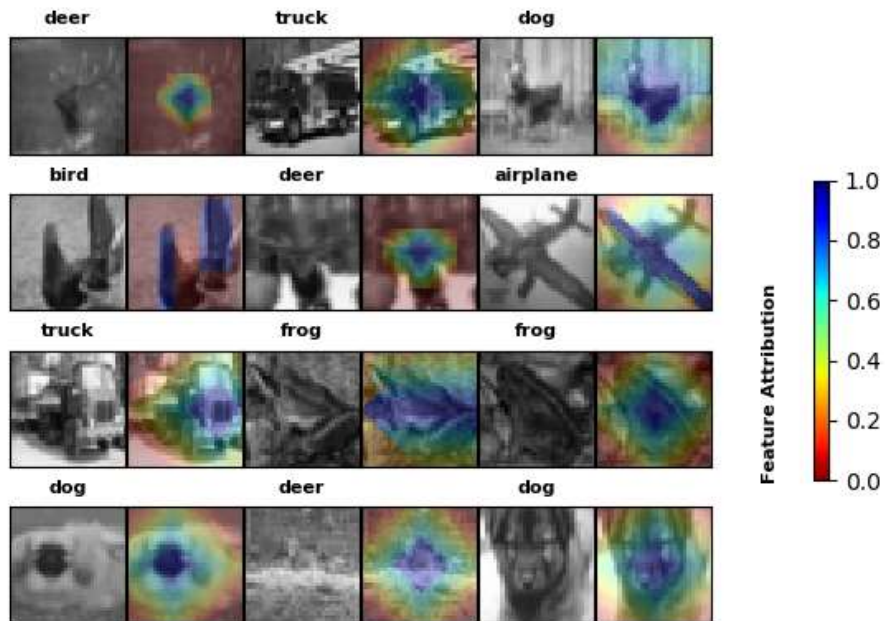 deer truck dog
bird deer airplane
truck frog frog
dog deer dog
1.0
0.8
0.6
0.4
0.2
0.0
Feature Attribution